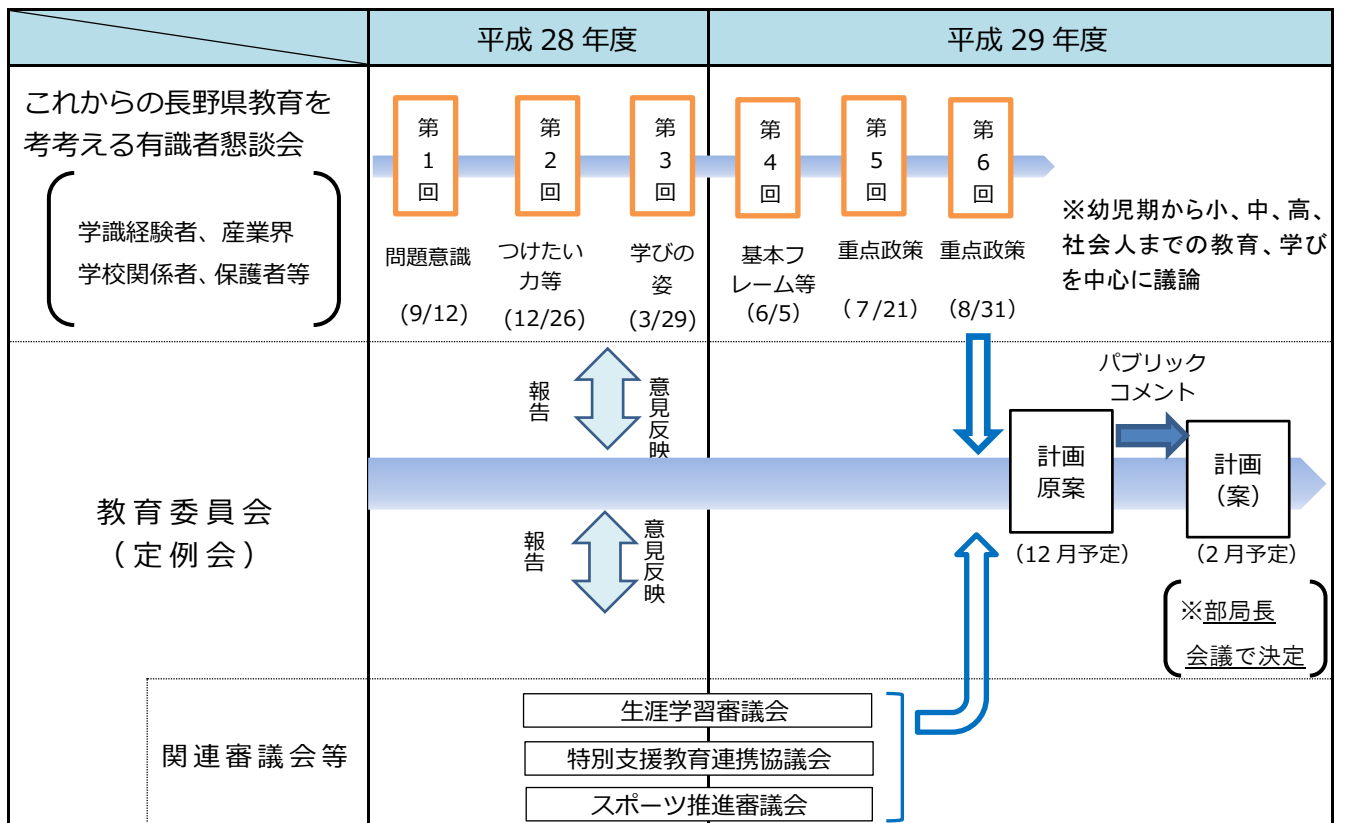 平成 28 年度
平成 29 年度
これからの長野県教育を
考考える有識者懇談会
学識経験者、産業界
学校関係者、保護者等
第1回
第2回
第3回
第4回
第5回
第6回
問題意識
(9/12)
つけたい
力等
(12/26)
学びの
姿
(3/29)
基本フ
レーム等
(6/5)
重点政策
(７/21)
重点政策
(8/31)
※幼児期から小、中、高、
社会人までの教育、学び
を中心に議論
教育委員会
（定例会）
報告
意見反映
報告
意見反映
パブリック
コメント
計画
原案
(12 月予定)
計画
(案)
(2 月予定)
※部局長
会議で決定
関連審議会等
生涯学習審議会
特別支援教育連携協議会
スポーツ推進審議会